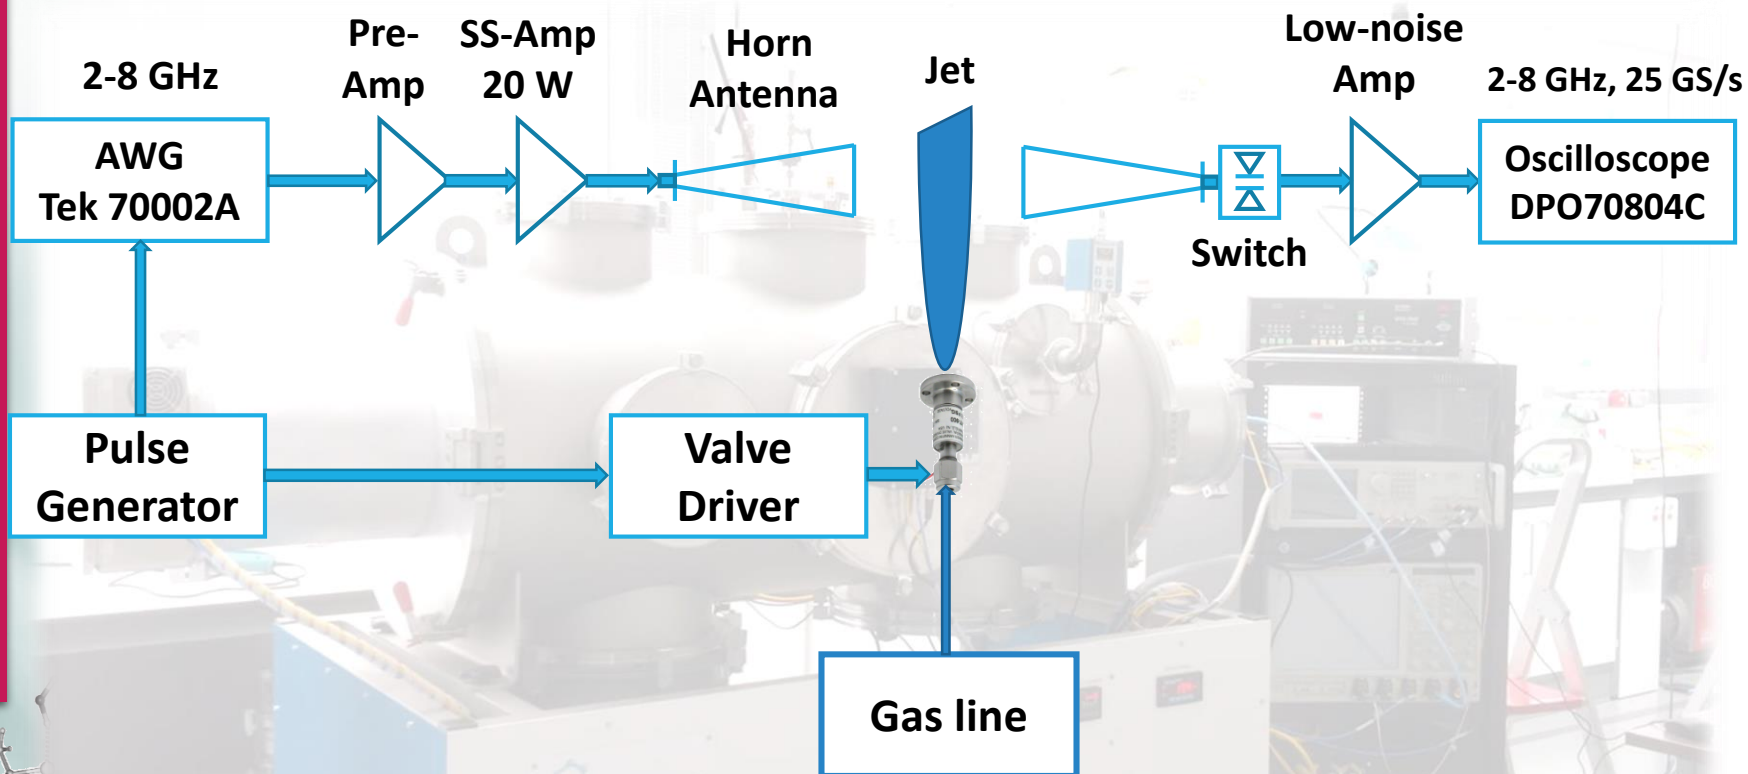 2-8 GHz
Pre-
Amp
SS-Amp
20 W
Horn
Antenna
Jet
Low-noise
Amp
2-8 GHz, 25 GS/s
AWG
Tek 70002A
Oscilloscope
DPO70804C
Switch
Pulse
Generator
Valve
Driver
Gas line